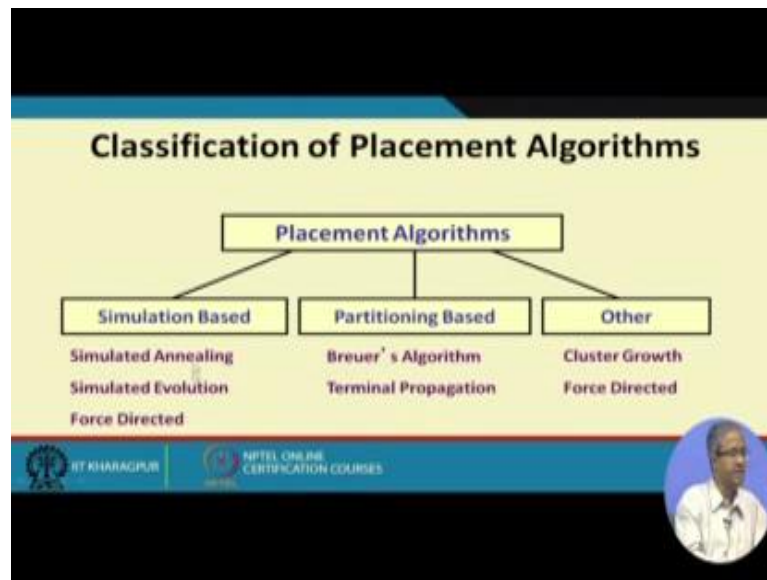 Classification of Placement Algorithms
Placement Algorithms
Simulation Based
Partitioning Based
Other
Simulated Annealing
Simulated Evolution
Force Directed
Breuer's Algorithm
Terminal Propagation
Cluster Growth
Force Directed
IIT KHARAGPUR
NPTEL ONLINE
CERTIFICATION COURSES